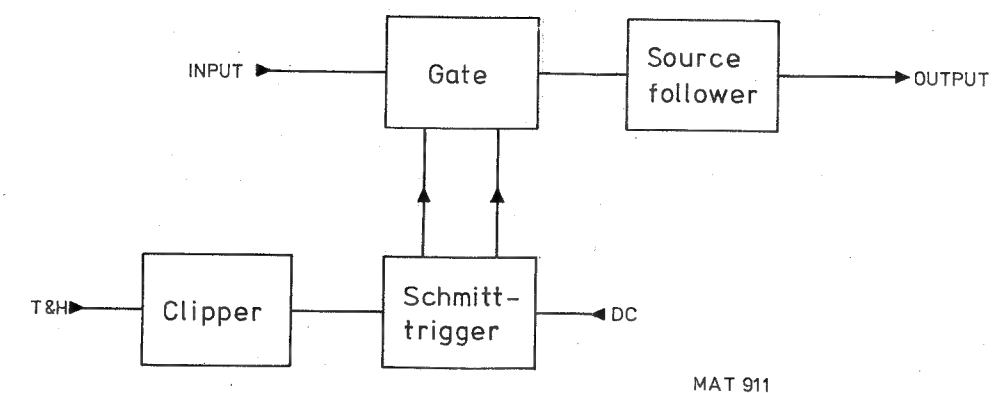 INPUT
Gate
Source
follower
OUTPUT
T&H
Clipper
Schmitt-
trigger
DC
MAT 911